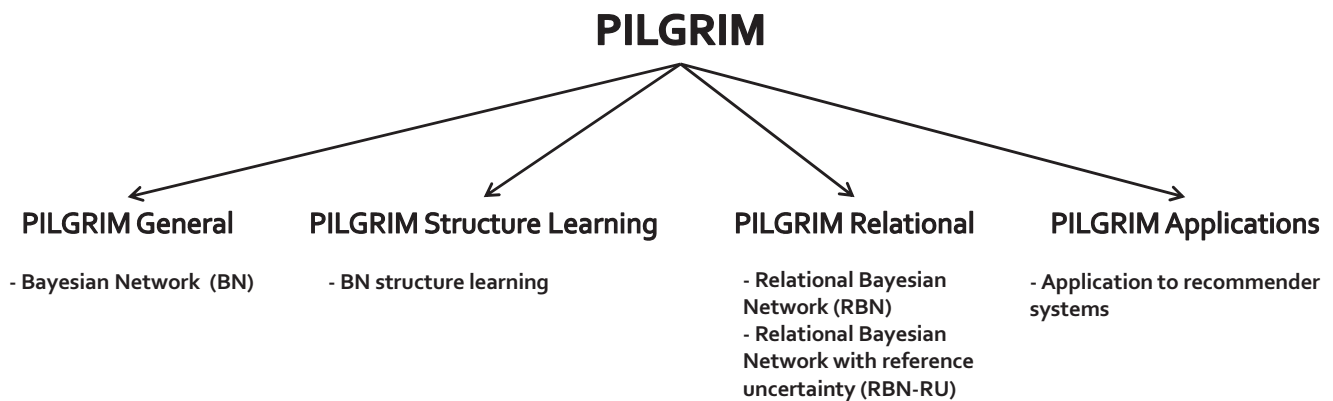 PILGRIM
PILGRIM General
- Bayesian Network (BN)
PILGRIM Structure Learning
- BN structure learning
PILGRIM Relational
- Relational Bayesian
Network (RBN)
- Relational Bayesian
Network with reference
uncertainty (RBN-RU)
PILGRIM Applications
- Application to recommender
systems